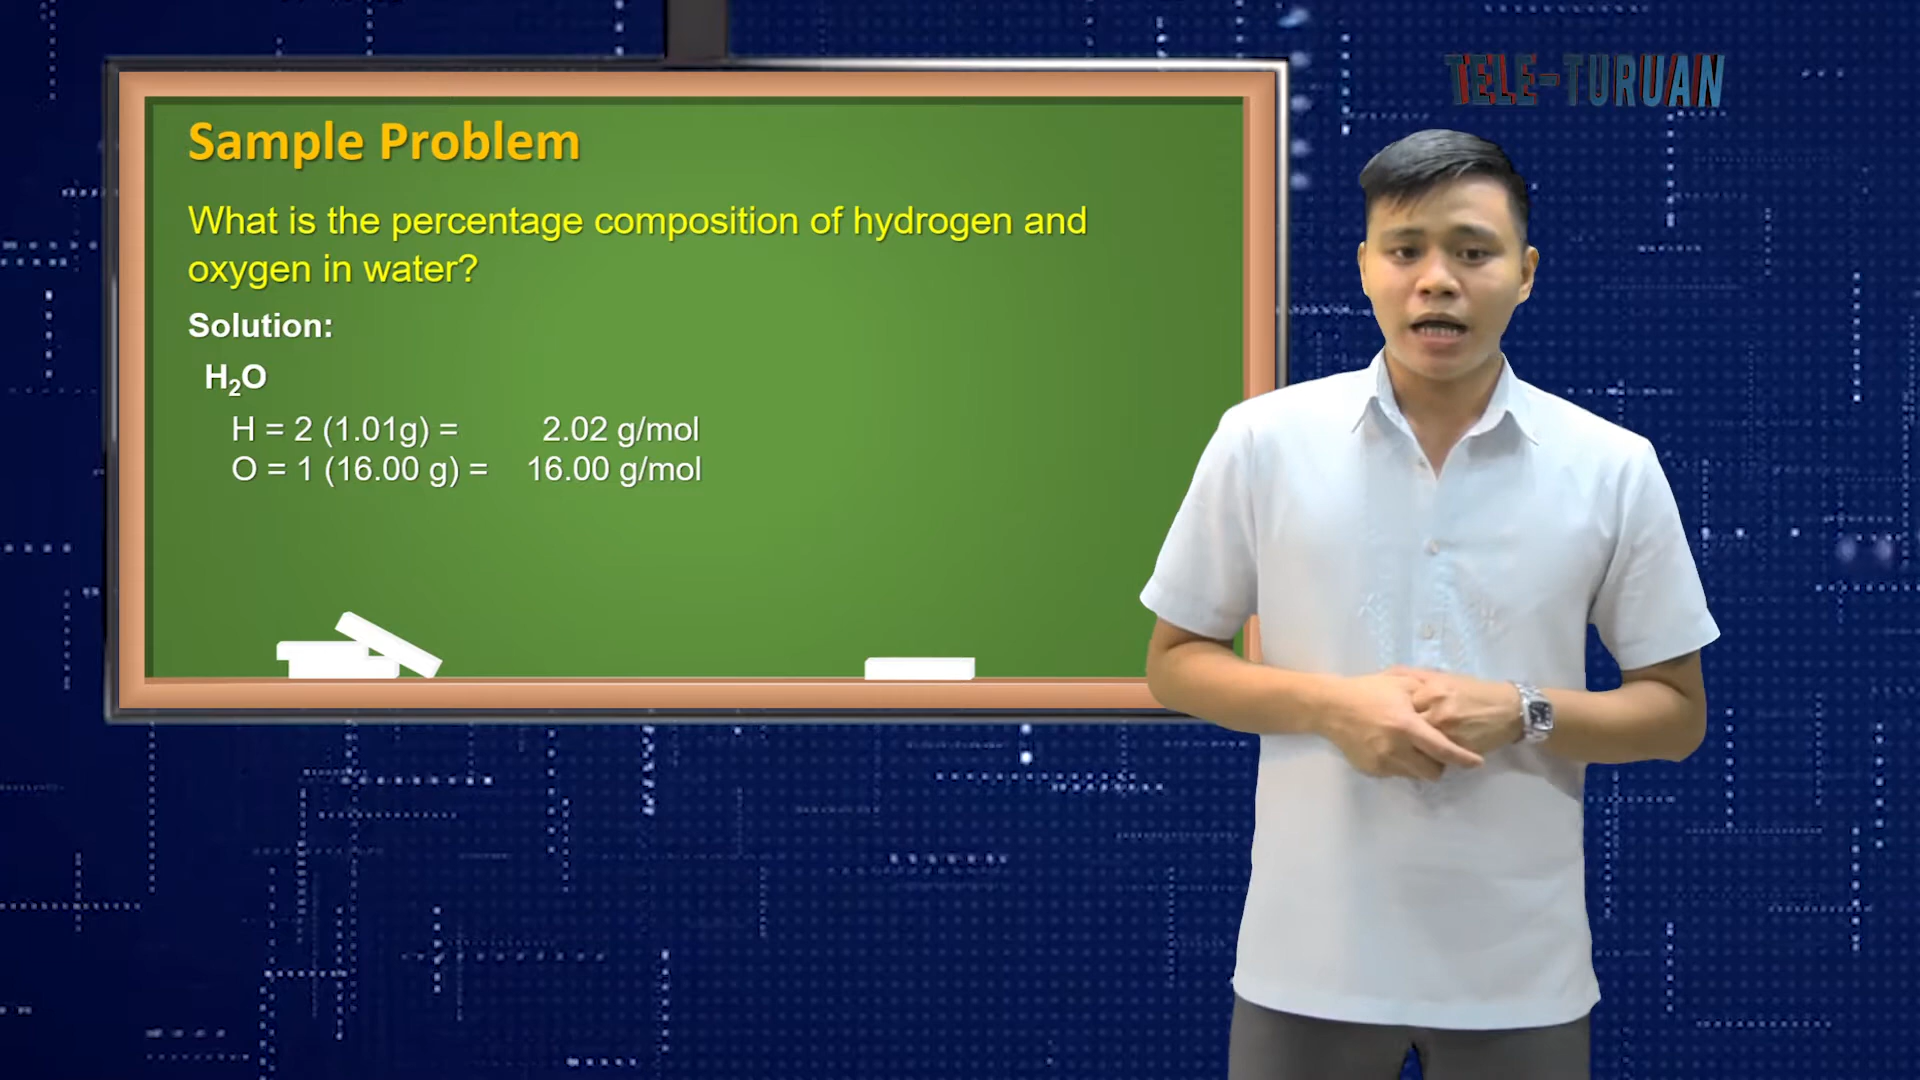 TELE-TURUAN
Sample Problem
What is the percentage composition of hydrogen and
oxygen in water?
Solution:
H₂O
H = 2 (1.01g) = 2.02 g/mol
O = 1 (16.00 g) = 16.00 g/mol